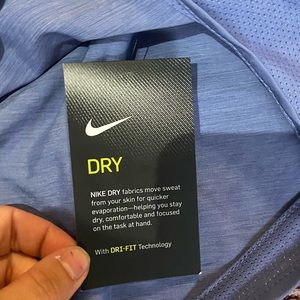 DRY
NIKE DRY fabrics move sweat
from your skin for quicker
evaporation—helping you stay
dry, comfortable and focused
on the task at hand.
With DRI-FIT Technology